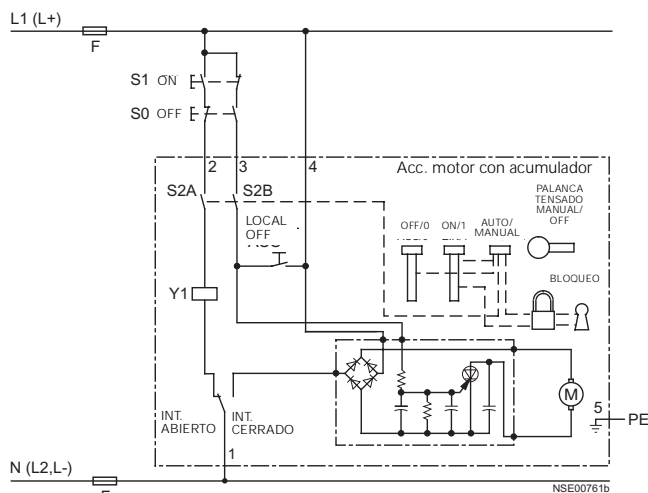 L1 (L+)
F
S1 ON
S0 OFF
2
3
4
Acc. motor con acumulador
S2A
S2B
PALANCA
TENSADO
MANUAL/
OFF
LOCAL
OFF
OFF/0
ON/1
AUTO/
MANUAL
BLOQUEO
Y1
M
5
PE
INT.
ABIERTO
INT.
CERRADO
1
N (L2,L-)
NSE00761b